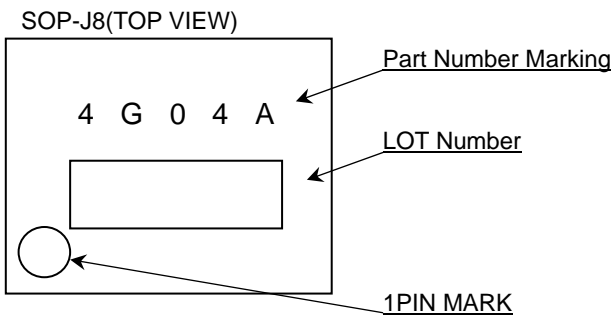 SOP-J8(TOP VIEW)
Part Number Marking
4 G 0 4 A
LOT Number
1PIN MARK